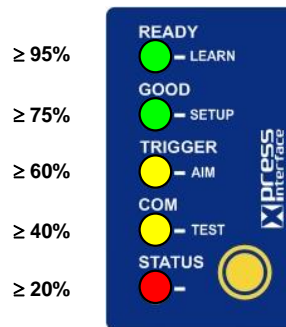 READY
≥ 95% LEARN
GOOD
≥ 75% SETUP
TRIGGER
≥ 60% AIM
COM
≥ 40% TEST
STATUS
≥ 20%
Xpress
interface